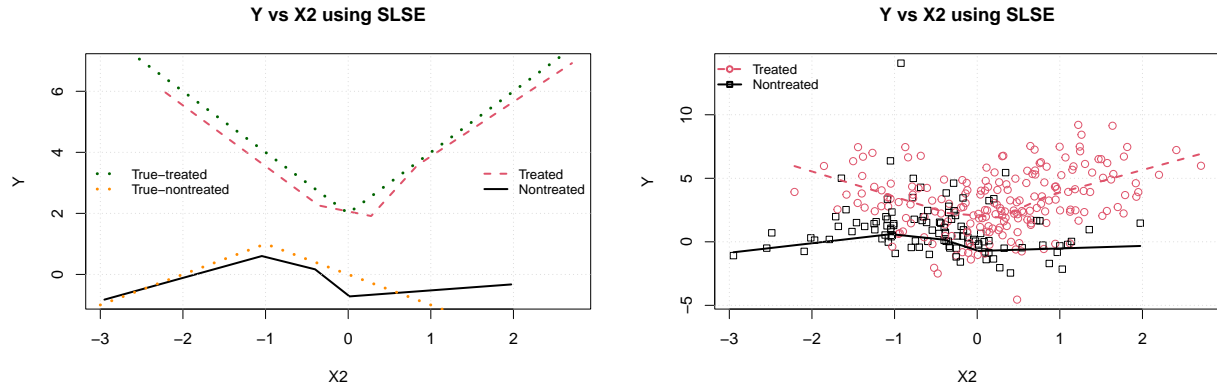 Y vs X2 using SLSE
6
4
2
0
Y
True−treated
True−nontreated
Treated
Nontreated
−3
−2
−1
0
1
2
X2
Y vs X2 using SLSE
Treated
Nontreated
10
5
0
−5
Y
−3
−2
−1
0
1
2
X2